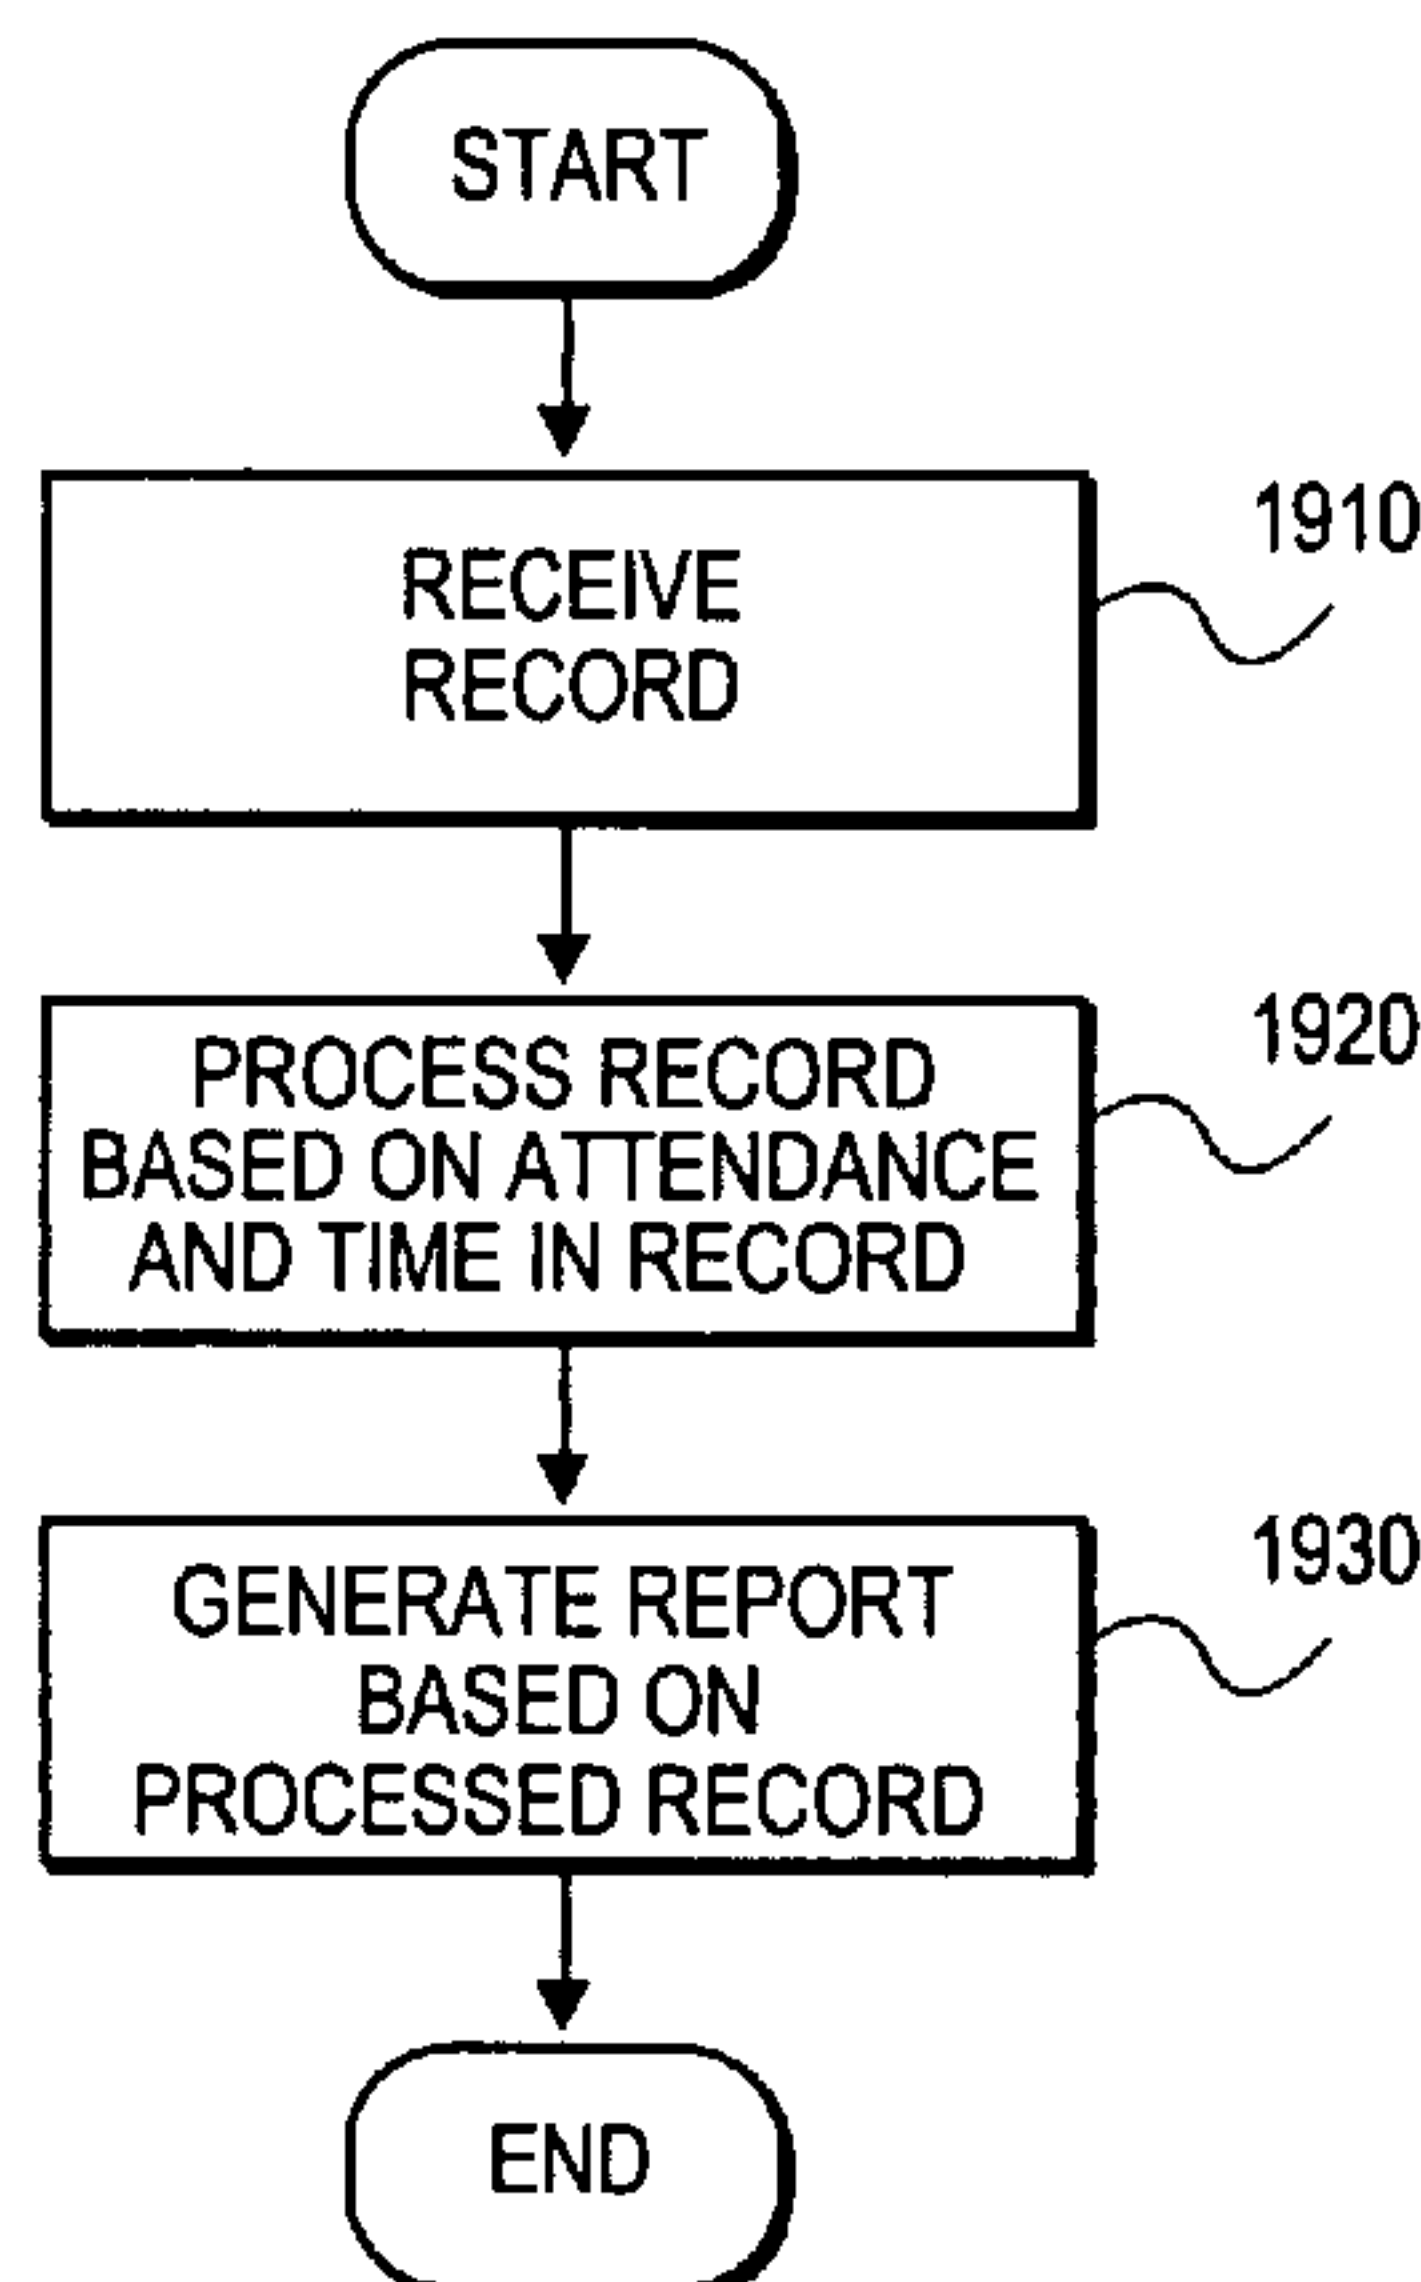 START
RECEIVE
RECORD
1910
PROCESS RECORD
BASED ON ATTENDANCE
AND TIME IN RECORD
1920
GENERATE REPORT
BASED ON
PROCESSED RECORD
1930
END